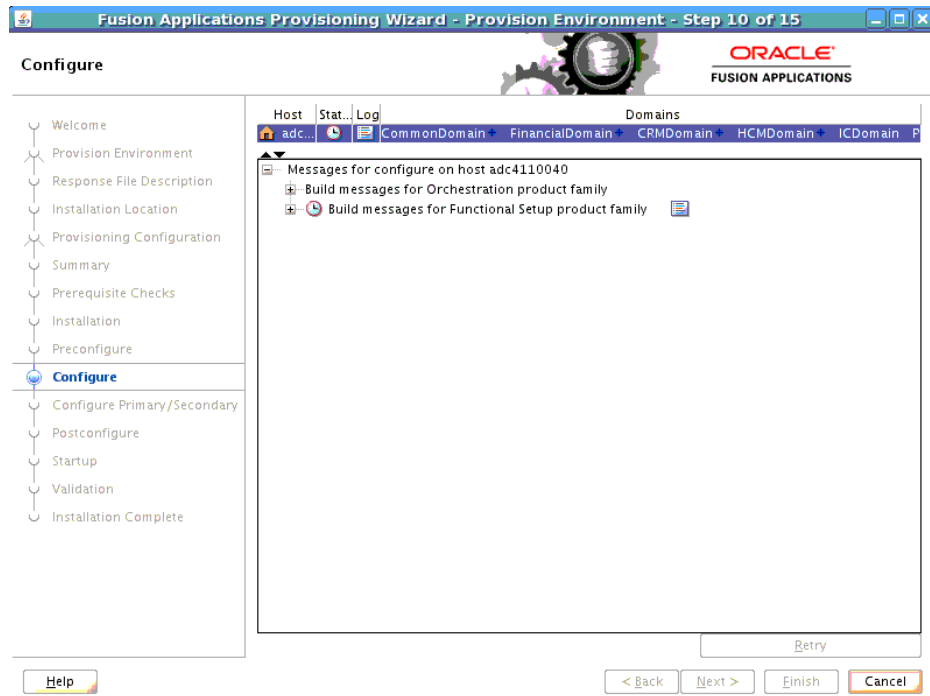 Fusion Applications Provisioning Wizard - Provision Environment - Step 10 of 15
Configure
ORACLE
FUSION APPLICATIONS
Welcome
Provision Environment
Response File Description
Installation Location
Provisioning Configuration
Summary
Prerequisite Checks
Installation
Preconfigure
Configure
Configure Primary/Secondary
Postconfigure
Startup
Validation
Installation Complete
Host Stat... Log Domains
adc... CommonDomain+ FinancialDomain+ CRMDomain+ HCMDomain+ ICDomain P
Messages for configure on host adc4110040
Build messages for Orchestration product family
Build messages for Functional Setup product family
Retry
Help < Back Next > Finish Cancel